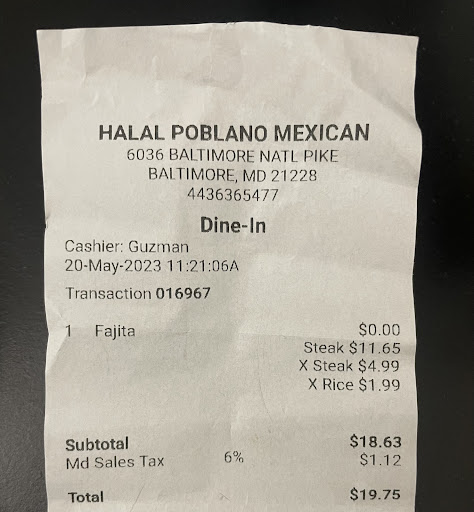 HALAL POBLANO MEXICAN
6036 BALTIMORE NATL PIKE
BALTIMORE, MD 21228
4436365477
Dine-In
Cashier: Guzman
20-May-2023 11:21:06A
Transaction 016967
1 Fajita $0.00
Steak $11.65
X Steak $4.99
X Rice $1.99
Subtotal $18.63
Md Sales Tax 6% $1.12
Total $19.75